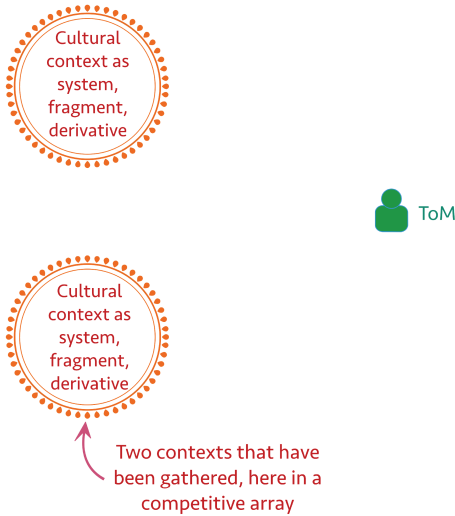 Cultural
context as
system,
fragment,
derivative
ToM
Cultural
context as
system,
fragment,
derivative
Two contexts that have
been gathered, here in a
competitive array